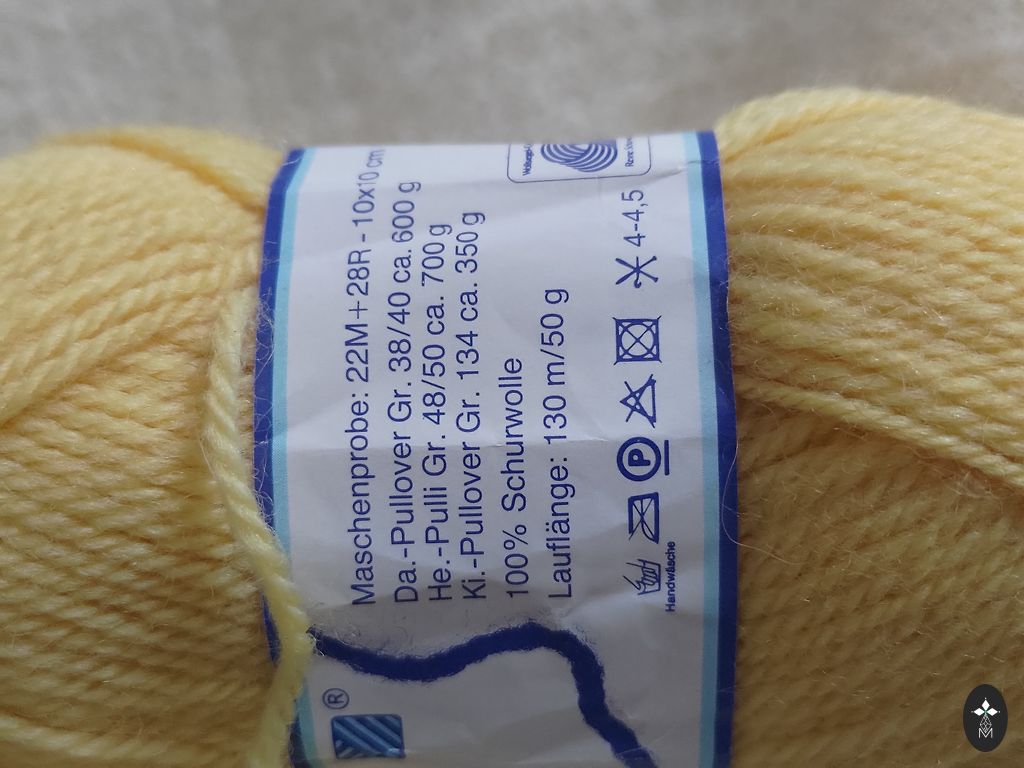 Maschenprobe: 22M+28R-10x10 cm
Da.-Pullover Gr. 38/40 ca. 600 g
He.-Pulli Gr. 48/50 ca. 700 g
Ki.-Pullover Gr. 134 ca. 350 g
100% Schurwolle
Lauflänge: 130 m/50 g
P
4-4,5
Handwäsche
®
M